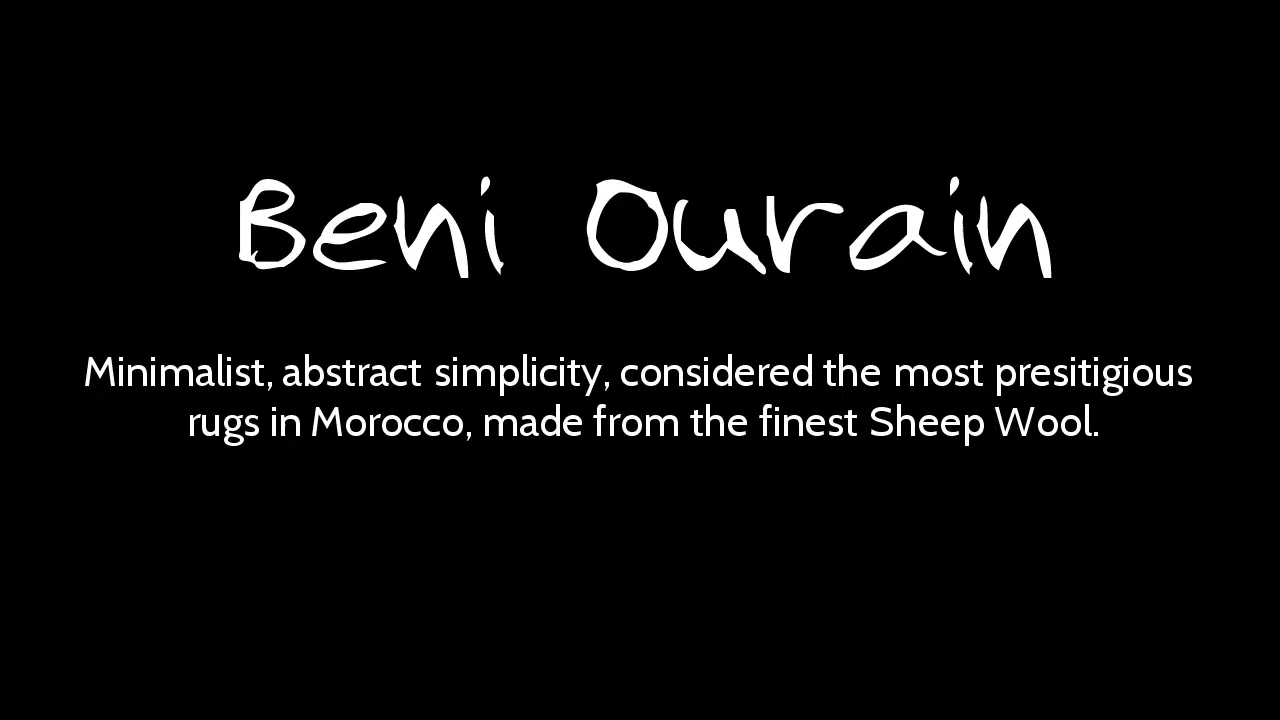 Beni Ourain
Minimalist, abstract simplicity, considered the most presitigious
rugs in Morocco, made from the finest Sheep Wool.